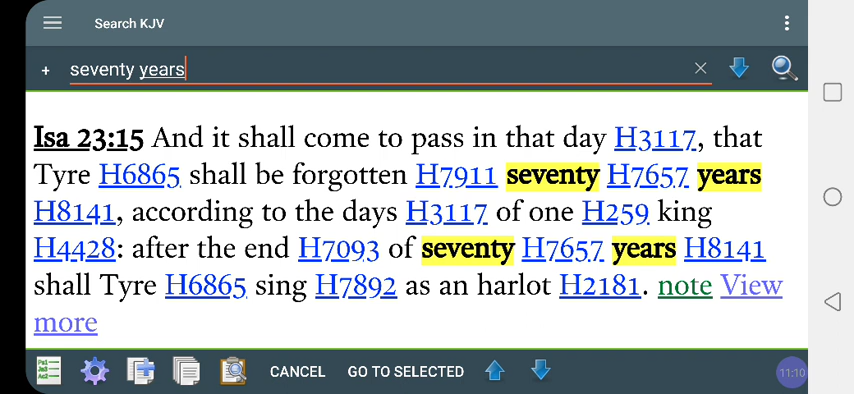 Search KJV
+ seventy years
Isa 23:15 And it shall come to pass in that day H3117, that
Tyre H6865 shall be forgotten H7911 seventy H7657 years
H8141, according to the days H3117 of one H259 king
H4428: after the end H7093 of seventy H7657 years H8141
shall Tyre H6865 sing H7892 as an harlot H2181. note View
more
CANCEL GO TO SELECTED 11:10